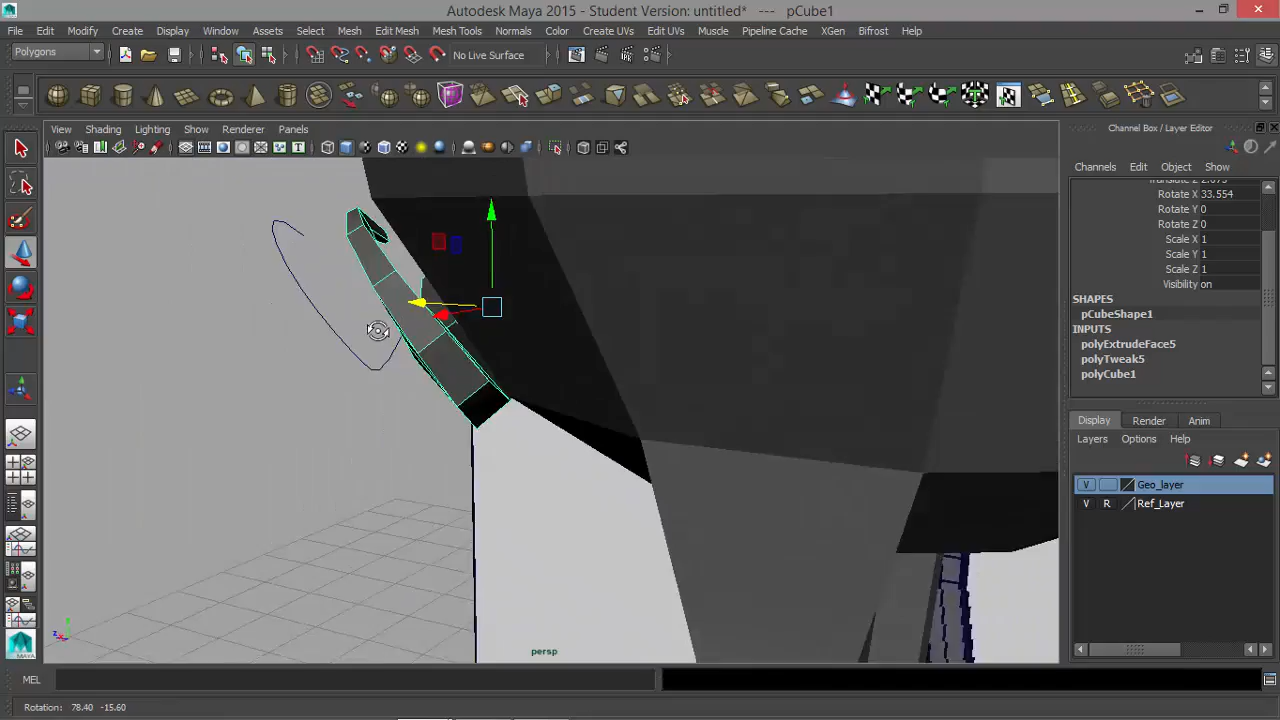 Autodesk Maya 2015 - Student Version: untitled* --- pCube1
File Edit Modify Create Display Window Assets Select Mesh Edit Mesh Mesh Tools Normals Color Create UVs Edit UVs Muscle Pipeline Cache XGen Bifrost Help
Polygons
No Live Surface
View Shading Lighting Show Renderer Panels
Channel Box / Layer Editor
Channels Edit Object Show
Rotate X 33.554
Rotate Y 0
Rotate Z 0
Scale X 1
Scale Y 1
Scale Z 1
Visibility on
SHAPES
pCubeShape1
INPUTS
polyExtrudeFace5
polyTweak5
polyCube1
Display Render Anim
Layers Options Help
V Geo_layer
V R Ref_Layer
persp
MEL
Rotation: 78.40 -15.60